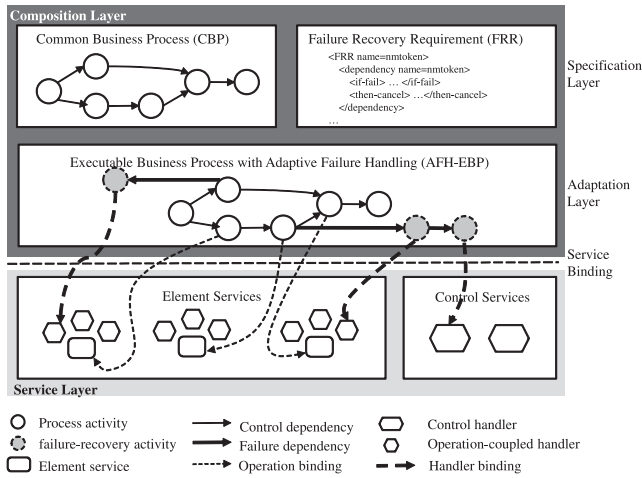 Composition Layer
Common Business Process (CBP)
Failure Recovery Requirement (FRR)
<FRR name=nmtoken>
<dependency name=nmtoken>
<if-fail> … </if-fail>
<then-cancel> …</then-cancel>
</dependency>
…
Specification
Layer
Executable Business Process with Adaptive Failure Handling (AFH-EBP)
Adaptation
Layer
Service
Binding
Element Services
Control Services
Service Layer
Process activity
Control dependency
Control handler
failure-recovery activity
Failure dependency
Operation-coupled handler
Element service
Operation binding
Handler binding